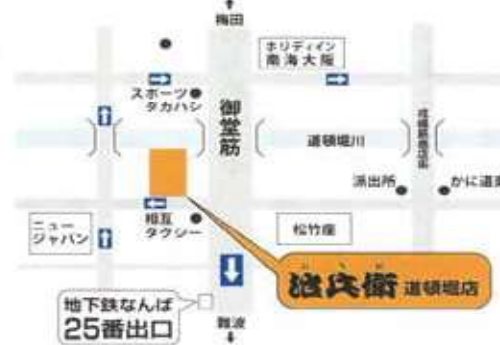 梅田
ホリデイイン
南海大阪
スポーツ
タカハシ
御堂筋
道頓堀川
派出所
かに道楽
ニュー
ジャパン
相互
タクシー
松竹座
道頓堀店
地下鉄なんば
25番出口
難波